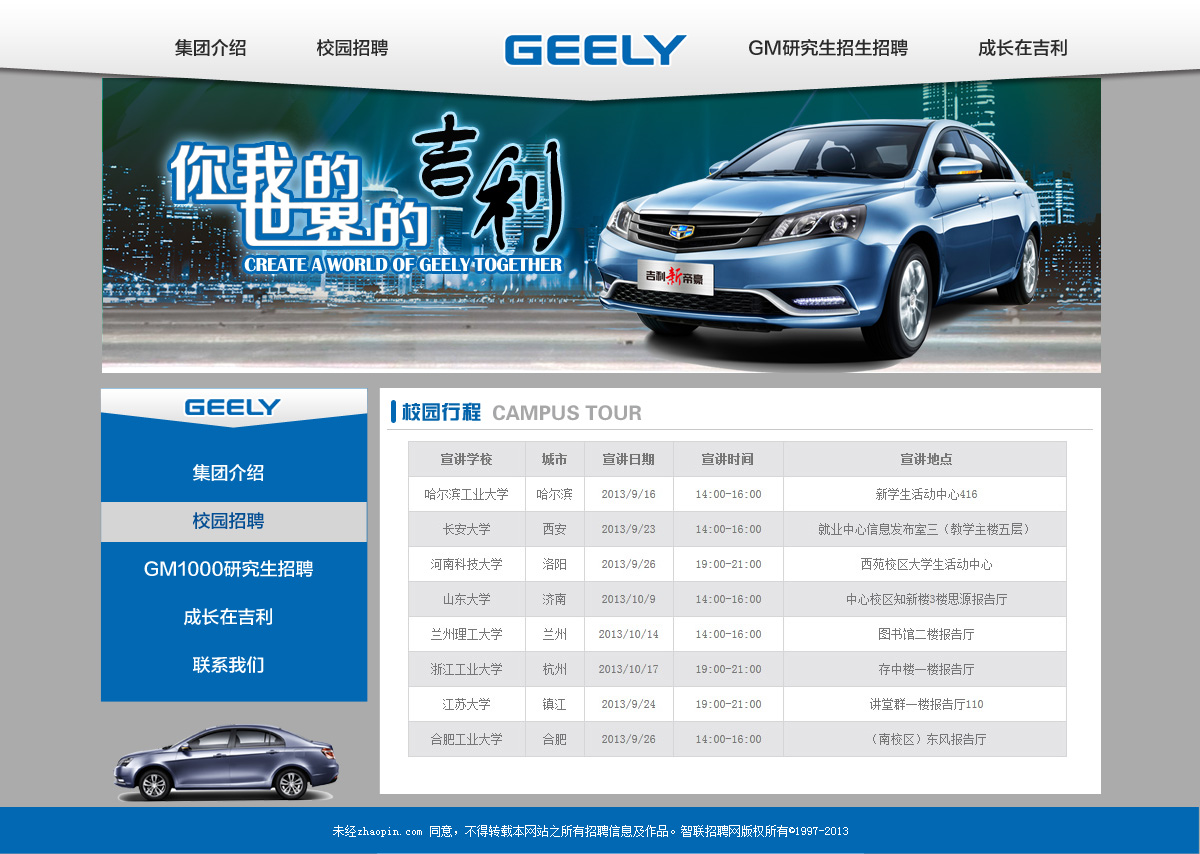 集团介绍 校园招聘 GEELY GM研究生招生招聘 成长在吉利
你我的
世界的
吉利
CREATE A WORLD OF GEELY TOGETHER
吉利新帝豪
GEELY
集团介绍
校园招聘
GM1000研究生招聘
成长在吉利
联系我们
校园行程 CAMPUS TOUR
宣讲学校 城市 宣讲日期 宣讲时间 宣讲地点
哈尔滨工业大学 哈尔滨 2013/9/16 14:00-16:00 新学生活动中心416
长安大学 西安 2013/9/23 14:00-16:00 就业中心信息发布室三（教学主楼五层）
河南科技大学 洛阳 2013/9/26 19:00-21:00 西苑校区大学生活动中心
山东大学 济南 2013/10/9 14:00-16:00 中心校区知新楼3楼思源报告厅
兰州理工大学 兰州 2013/10/14 14:00-16:00 图书馆二楼报告厅
浙江工业大学 杭州 2013/10/17 19:00-21:00 存中楼一楼报告厅
江苏大学 镇江 2013/9/24 19:00-21:00 讲堂群一楼报告厅110
合肥工业大学 合肥 2013/9/26 14:00-16:00 （南校区）东风报告厅
未经zhaopin.com 同意，不得转载本网站之所有招聘信息及作品。智联招聘网版权所有©1997-2013